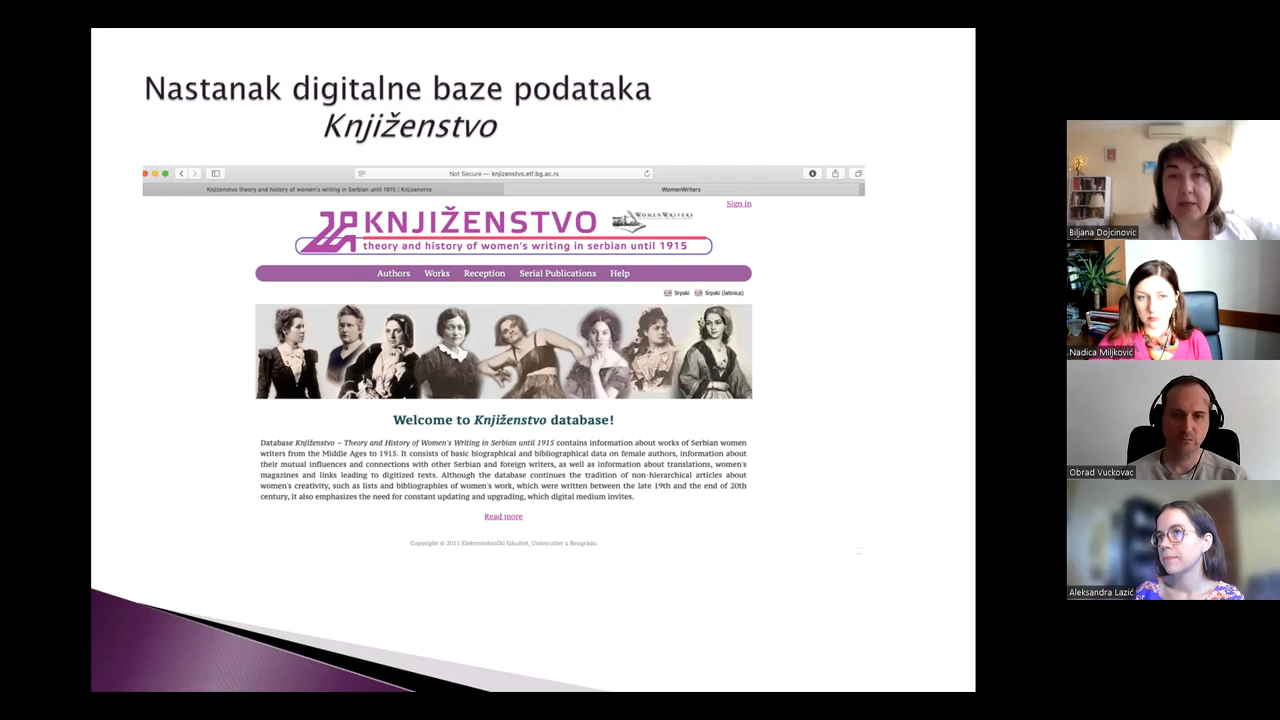 Nastanak digitalne baze podataka
Knjiženstvo
Not Secure — knjizenstvo.etf.bg.ac.rs
Knjizenstvo theory and history of women's writing in Serbian until 1915 | Knjizenstvo
WomenWriters
Sign in
KNJIŽENSTVO
WOMENWRITERS
theory and history of women's writing in serbian until 1915
Authors Works Reception Serial Publications Help
Srpski Srpski (latinica)
Welcome to Knjiženstvo database!
Database Knjiženstvo – Theory and History of Women's Writing in Serbian until 1915 contains information about works of Serbian women
writers from the Middle Ages to 1915. It consists of basic biographical and bibliographical data on female authors, information about
their mutual influences and connections with other Serbian and foreign writers, as well as information about translations, women's
magazines and links leading to digitized texts. Although the database continues the tradition of non-hierarchical articles about
women's creativity, such as lists and bibliographies of women's work, which were written between the late 19th and the end of 20th
century, it also emphasizes the need for constant updating and upgrading, which digital medium invites.
Read more
Copyright © 2011 Elektrotehnički fakultet, Univerzitet u Beogradu
Biljana Dojcinovic
Nadica Miljković
Obrad Vuckovac
Aleksandra Lazić